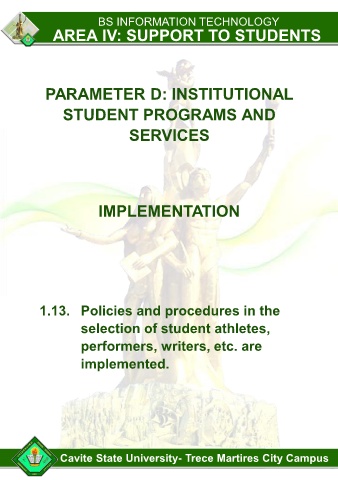 BS INFORMATION TECHNOLOGY
AREA IV: SUPPORT TO STUDENTS
PARAMETER D: INSTITUTIONAL
STUDENT PROGRAMS AND
SERVICES
IMPLEMENTATION
1.13. Policies and procedures in the
selection of student athletes,
performers, writers, etc. are
implemented.
Cavite State University- Trece Martires City Campus